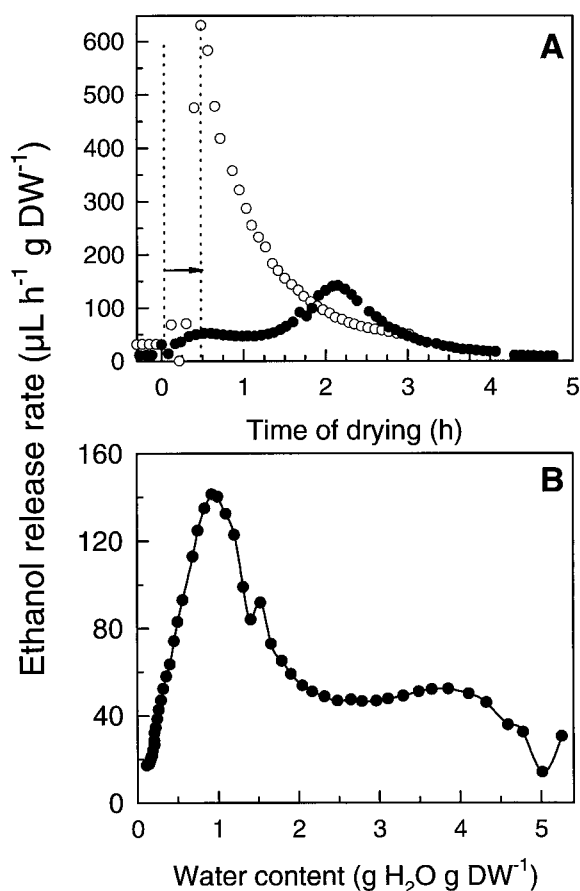 Ethanol release rate (µL h⁻¹ g DW⁻¹)
A
600
500
400
300
200
100
0
0 1 2 3 4 5
Time of drying (h)
B
160
120
80
40
0
0 1 2 3 4 5
Water content (g H₂O g DW⁻¹)